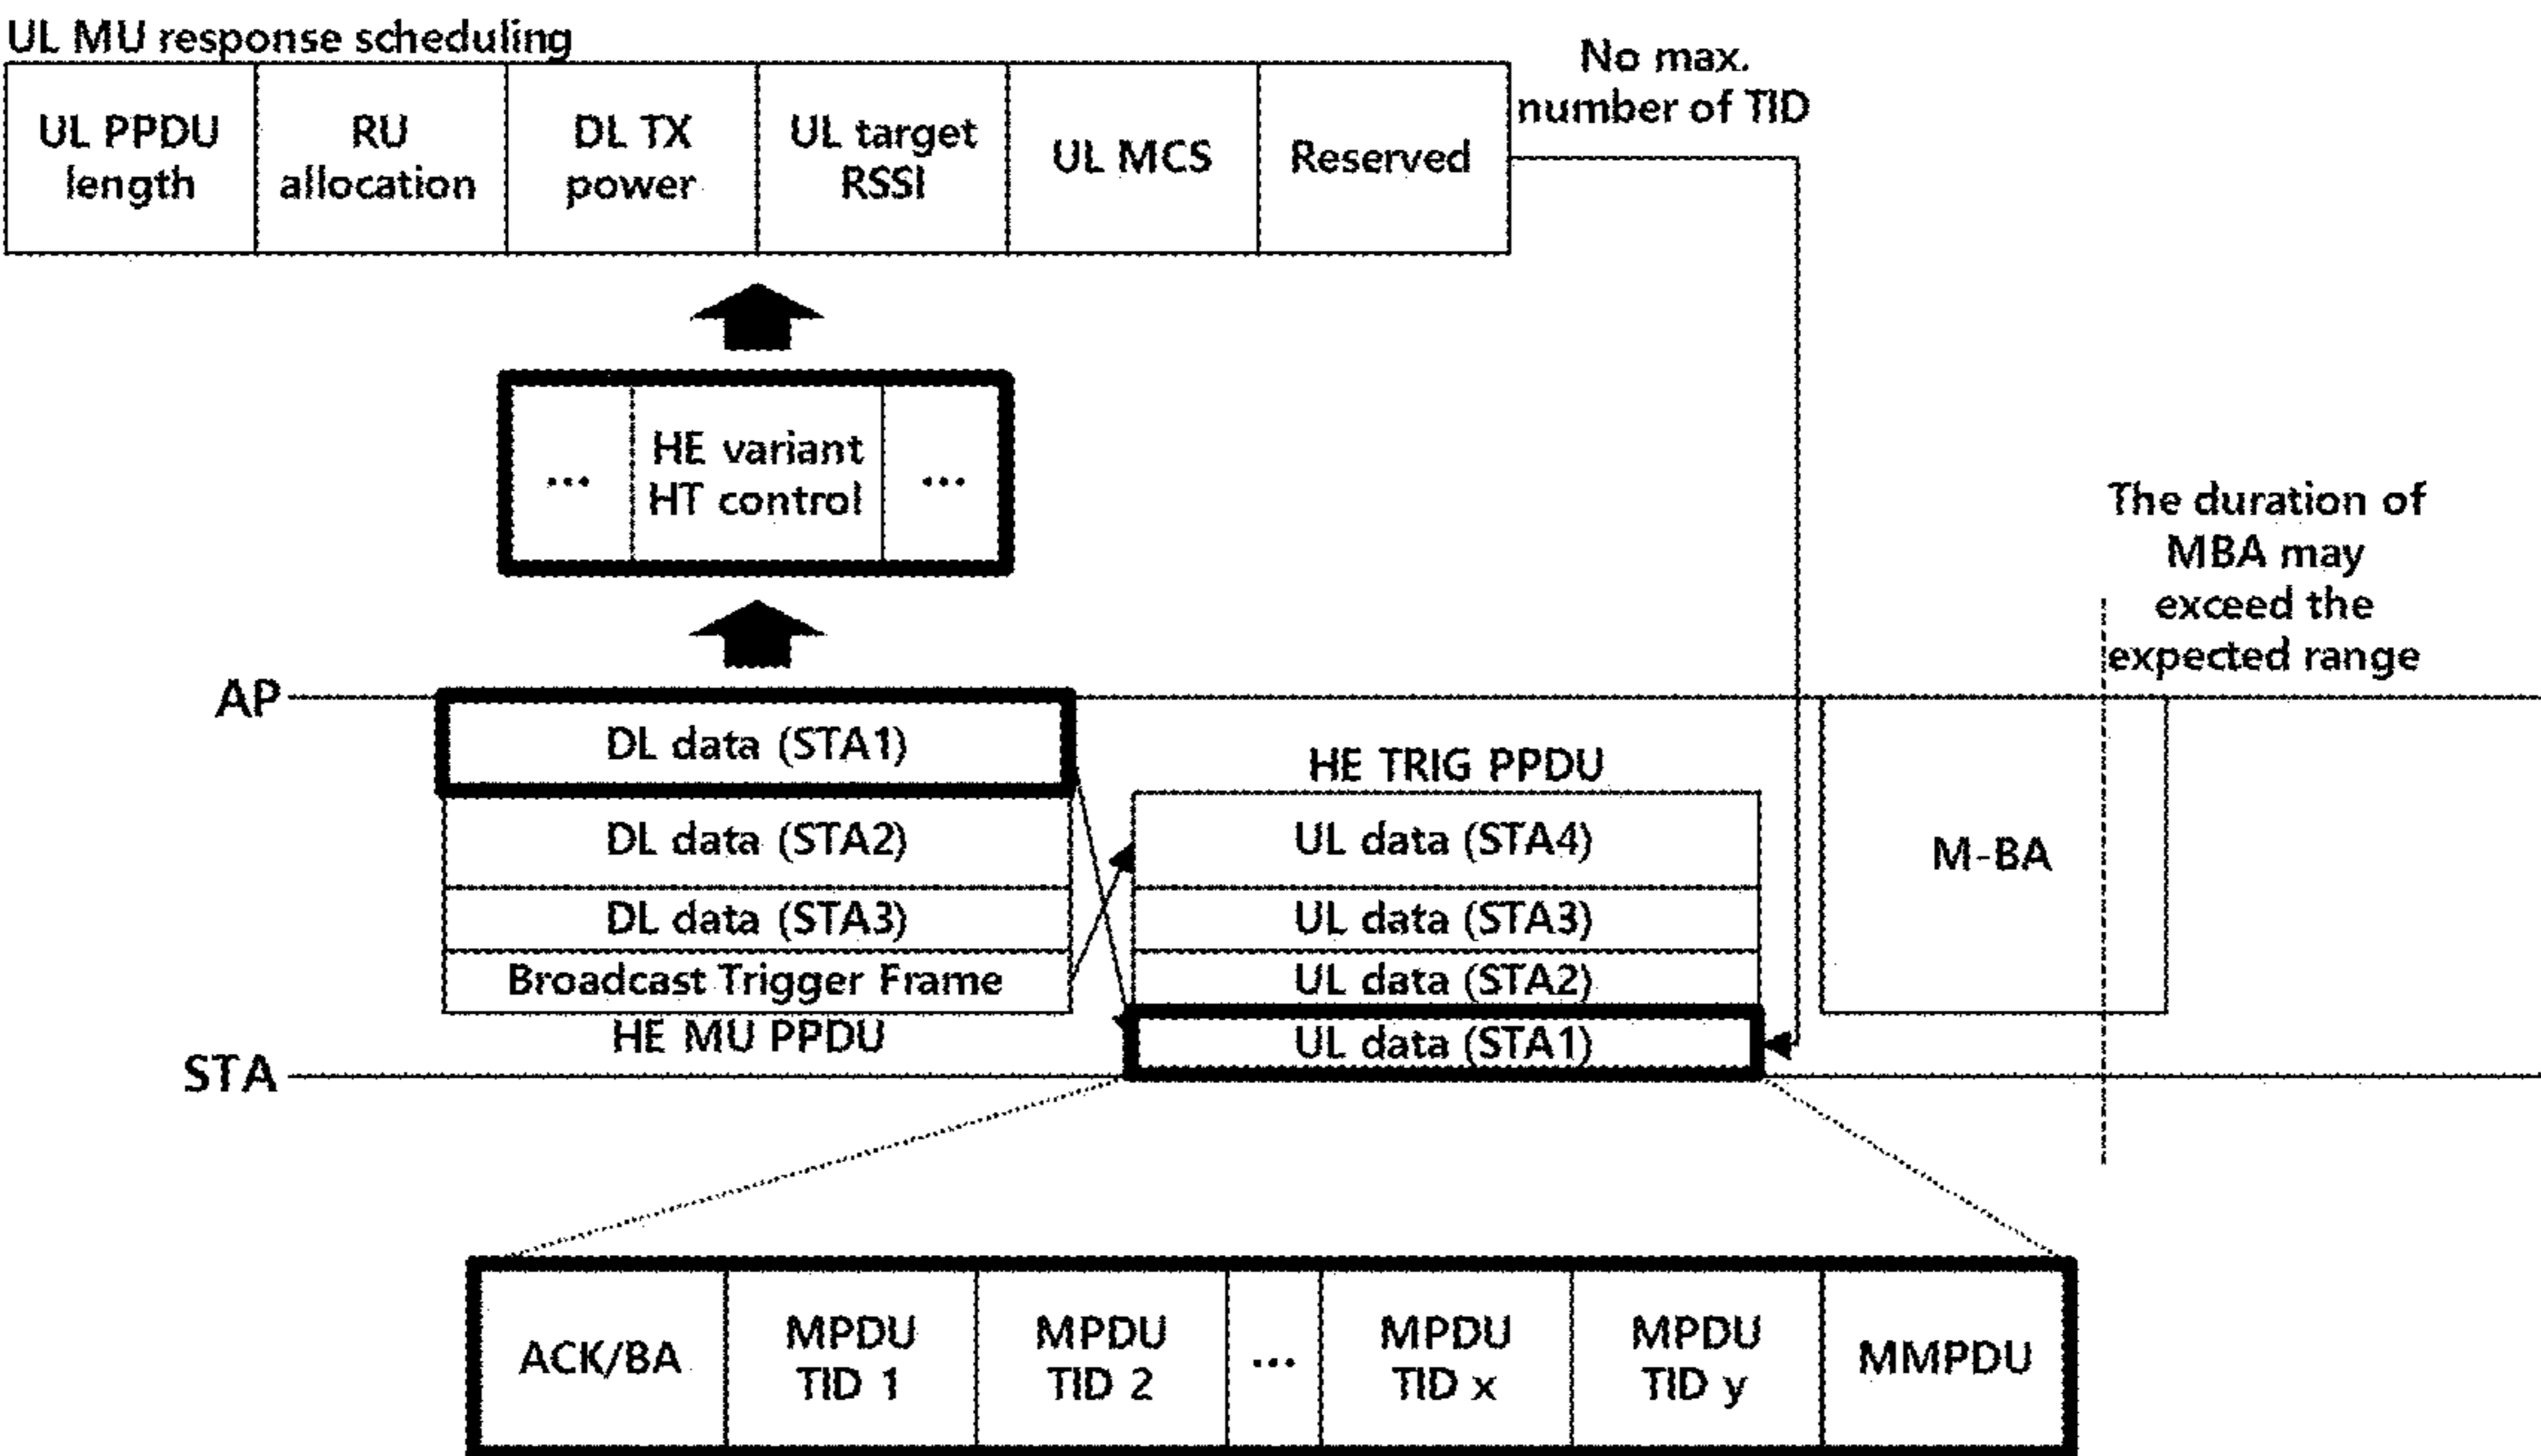 UL MU response scheduling
No max.
number of TID
UL PPDU
length
RU
allocation
DL TX
power
UL target
RSSI
UL MCS
Reserved
...
HE variant
HT control
...
The duration of
MBA may
exceed the
expected range
AP
DL data (STA1)
DL data (STA2)
DL data (STA3)
Broadcast Trigger Frame
HE MU PPDU
HE TRIG PPDU
UL data (STA4)
UL data (STA3)
UL data (STA2)
UL data (STA1)
M-BA
STA
ACK/BA
MPDU
TID 1
MPDU
TID 2
...
MPDU
TID x
MPDU
TID y
MMPDU